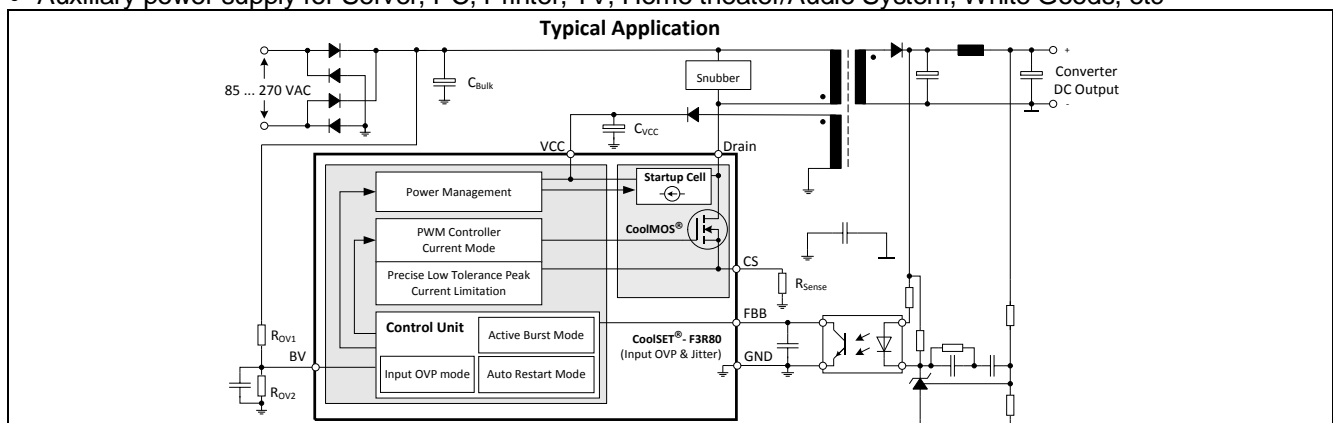 • Auxiliary power supply for Server, PC, Printer, TV, Home theater/Audio System, White Goods, etc
Typical Application
85 ... 270 VAC
CBulk
Snubber
+
Converter
DC Output
-
CVCC
VCC
Drain
Power Management
Startup Cell
CoolMOS®
PWM Controller
Current Mode
Precise Low Tolerance Peak
Current Limitation
CS
RSense
FBB
Control Unit
Active Burst Mode
CoolSET®- F3R80
(Input OVP & Jitter)
GND
ROV1
BV
Input OVP mode
Auto Restart Mode
ROV2